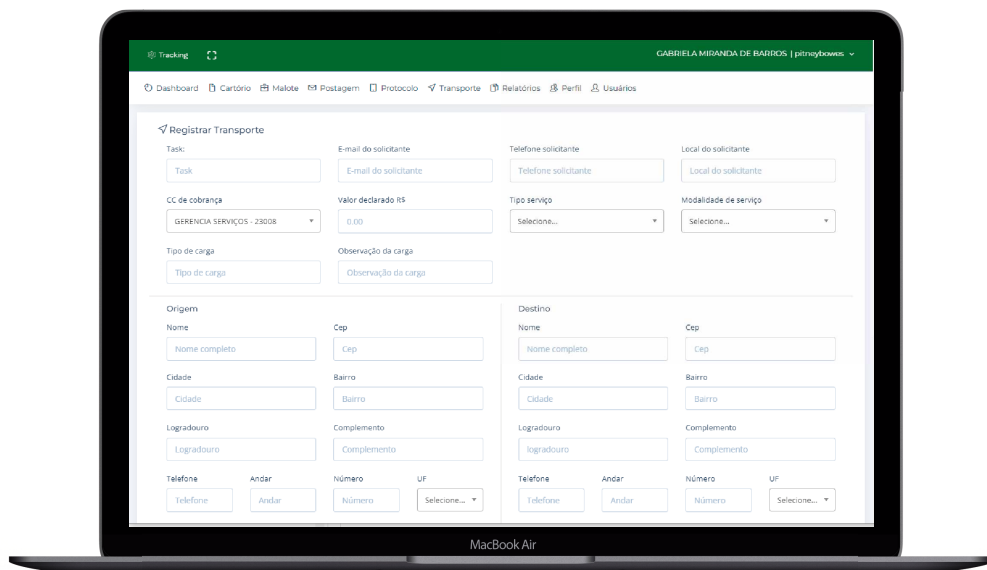 Tracking
GABRIELA MIRANDA DE BARROS | pitneybowes
Dashboard Cartório Malote Postagem Protocolo Transporte Relatórios Perfil Usuários
Registrar Transporte
Task: E-mail do solicitante Telefone solicitante Local do solicitante
Task E-mail do solicitante Telefone solicitante Local do solicitante
CC de cobrança Valor declarado R$ Tipo serviço Modalidade de serviço
GERENCIA SERVIÇOS - 23008 0.00 Selecione... Selecione...
Tipo de carga Observação da carga
Tipo de carga Observação da carga
Origem Destino
Nome Cep Nome Cep
Nome completo Cep Nome completo Cep
Cidade Bairro Cidade Bairro
Cidade Bairro Cidade Bairro
Logradouro Complemento Logradouro Complemento
Logradouro Complemento logradouro Complemento
Telefone Andar Número UF Telefone Andar Número UF
Telefone Andar Número Selecione... Telefone Andar Número Selecione...
MacBook Air